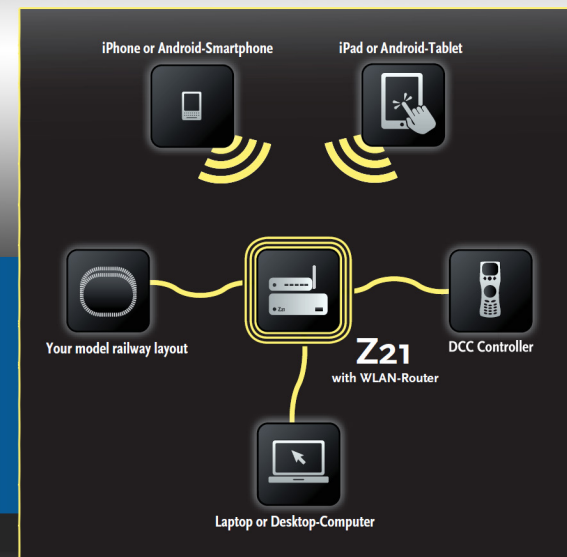 iPhone or Android-Smartphone
iPad or Android-Tablet
Your model railway layout
Z21
with WLAN-Router
DCC Controller
Laptop or Desktop-Computer